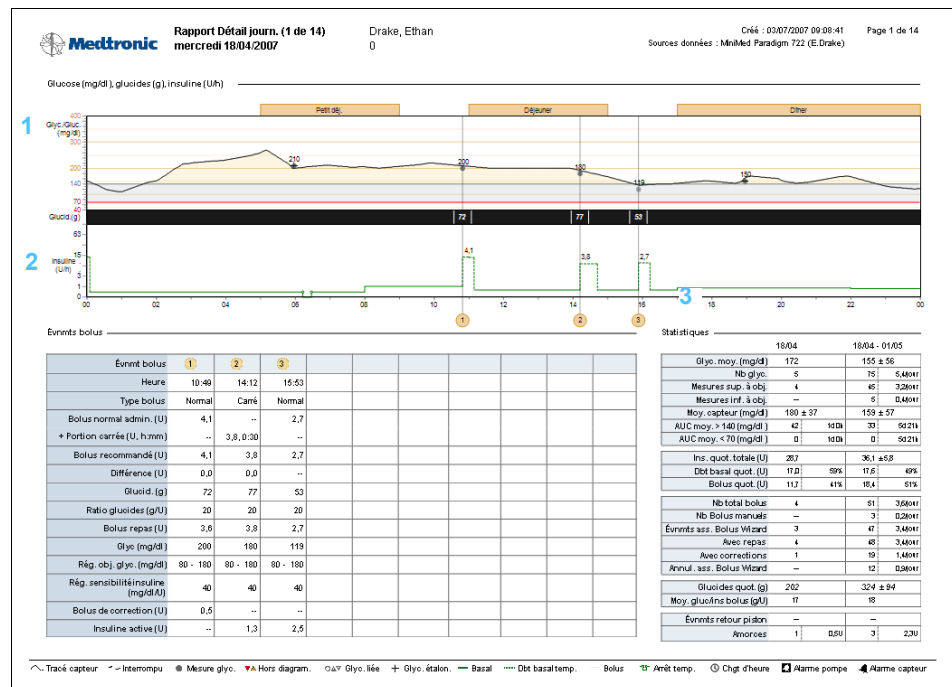 Medtronic
Rapport Détail journ. (1 de 14)
mercredi 18/04/2007
Drake, Ethan
0
Créé : 03/07/2007 09:08:41 Page 1 de 14
Sources données : MiniMed Paradigm 722 (E.Drake)
Glucose (mg/dl), glucides (g), insuline (U/h)
Petit déj. Déjeuner Dîner
1
Glyc./Gluc. (mg/dl)
400
300
200
140
70
40
210 200 180 119 150
Glucid.(g) 72 77 53
2
Insuline (U/h)
63
15
3
1
0
4,1 3,8 2,7
3
00 02 04 06 08 10 12 14 16 18 20 22 00
1 2 3
Évnmts bolus
Évnmt bolus 1 2 3
Heure 10:49 14:12 15:53
Type bolus Normal Carré Normal
Bolus normal admin. (U) 4,1 -- 2,7
+ Portion carrée (U, h:mm) -- 3,8, 0:30 --
Bolus recommandé (U) 4,1 3,8 2,7
Différence (U) 0,0 0,0 --
Glucid. (g) 72 77 53
Ratio glucides (g/U) 20 20 20
Bolus repas (U) 3,6 3,8 2,7
Glyc (mg/dl) 200 180 119
Rég. obj. glyc. (mg/dl) 80 - 180 80 - 180 80 - 180
Rég. sensibilité insuline (mg/dl/U) 40 40 40
Bolus de correction (U) 0,5 -- --
Insuline active (U) -- 1,3 2,5
Statistiques
18/04 18/04 - 01/05
Glyc. moy. (mg/dl) 172 155 ± 56
Nb glyc. 5 75 5,4/jour
Mesures sup. à obj. 4 45 3,2/jour
Mesures inf. à obj. -- 5 0,4/jour
Moy. capteur (mg/dl) 180 ± 37 159 ± 57
AUC moy. > 140 (mg/dl) 42 1d 0h 33 5d 21h
AUC moy. < 70 (mg/dl) 0 1d 0h 0 5d 21h
Ins. quot. totale (U) 28,7 36,1 ±5,8
Dbt basal quot. (U) 17,0 59% 17,6 49%
Bolus quot. (U) 11,7 41% 18,4 51%
Nb total bolus 4 51 3,6/jour
Nb Bolus manuels -- 3 0,2/jour
Évnmts ass. Bolus Wizard 3 47 3,4/jour
Avec repas 4 48 3,4/jour
Avec corrections 1 19 1,4/jour
Annul. ass. Bolus Wizard -- 12 0,9/jour
Glucides quot. (g) 202 324 ± 94
Moy. gluc/ins bolus (g/U) 17 18
Évnmts retour piston -- --
Amorces 1 0,5U 3 2,3U
Tracé capteur Interrompu Mesure glyc. Hors diagram. Glyc. liée Glyc. étalon. Basal Dbt basal temp. Bolus Arrêt temp. Chgt d'heure Alarme pompe Alarme capteur